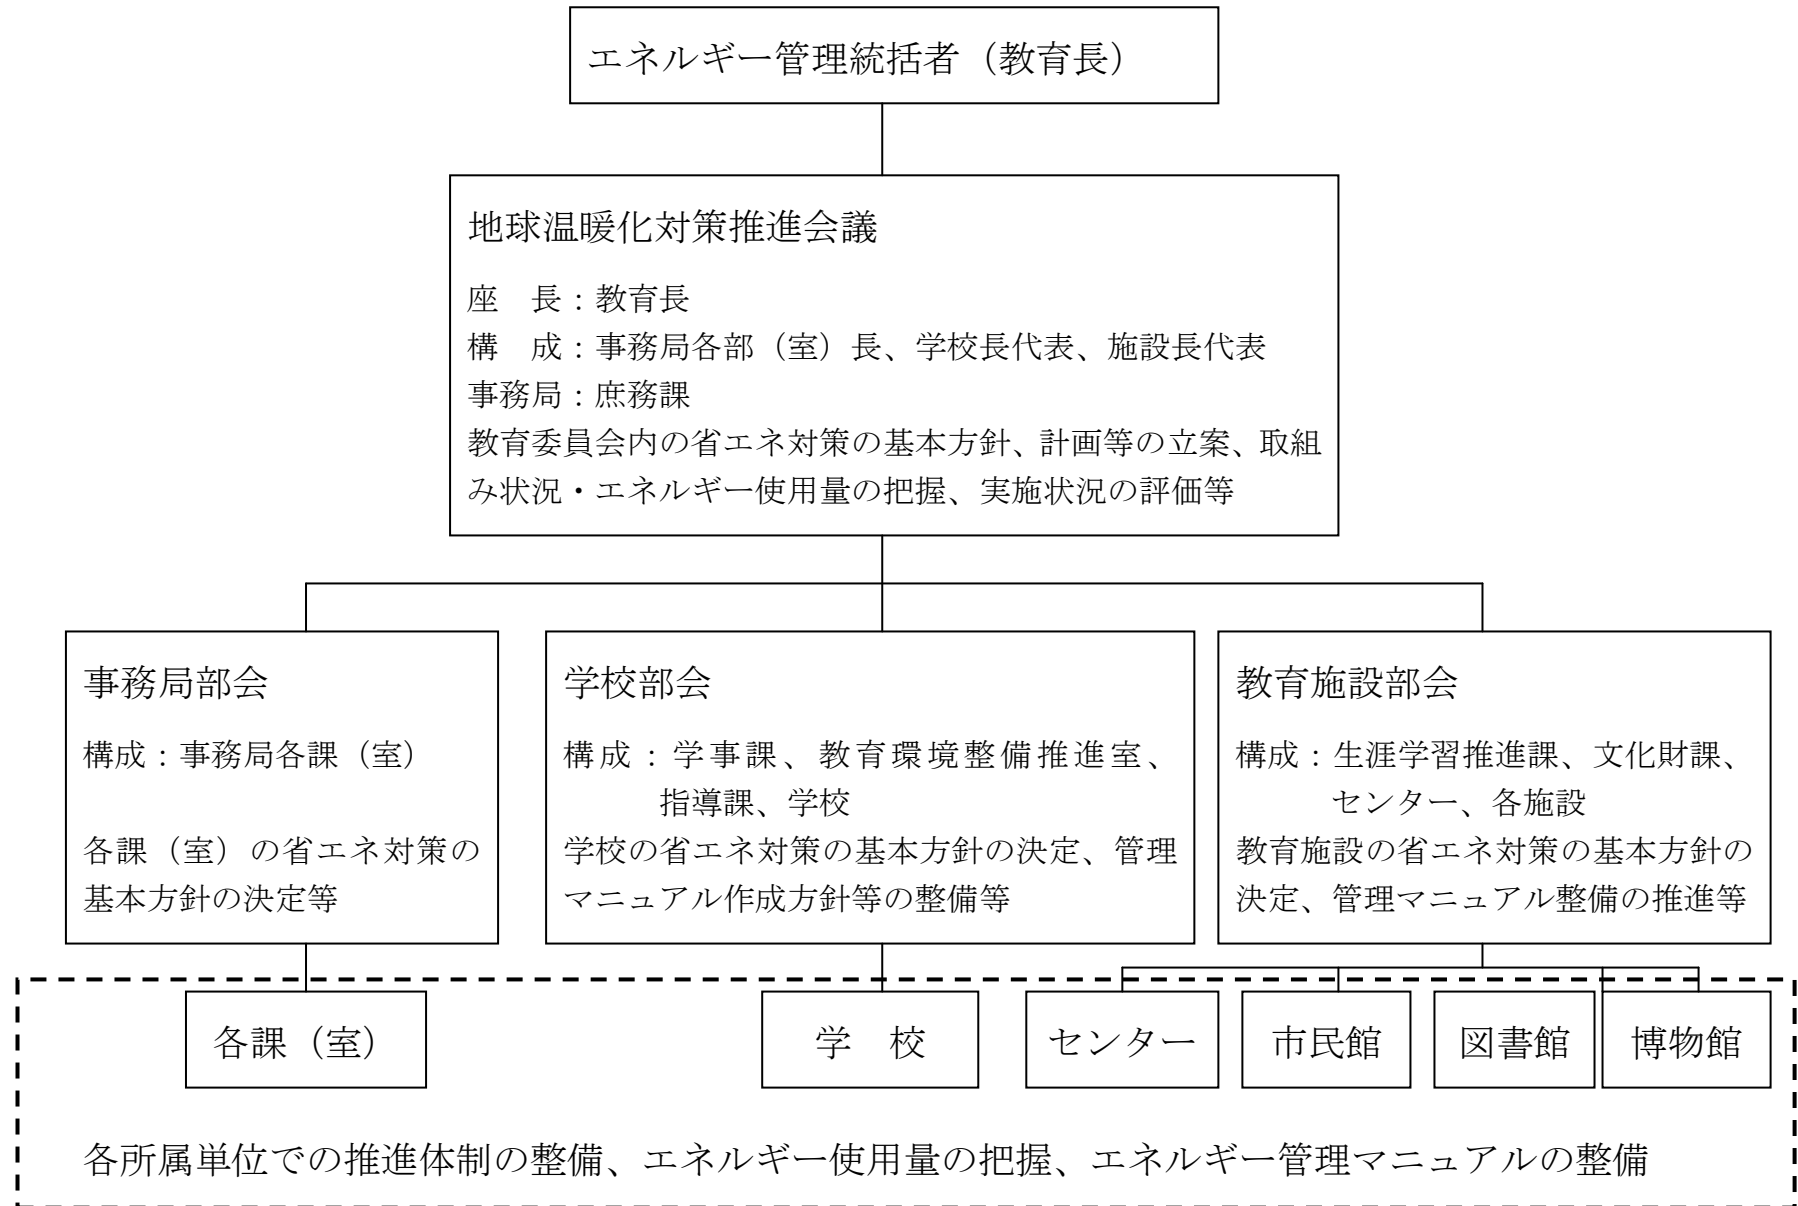 エネルギー管理統括者（教育長）
地球温暖化対策推進会議
座　長：教育長
構　成：事務局各部（室）長、学校長代表、施設長代表
事務局：庶務課
教育委員会内の省エネ対策の基本方針、計画等の立案、取組
み状況・エネルギー使用量の把握、実施状況の評価等
事務局部会
構成：事務局各課（室）
各課（室）の省エネ対策の
基本方針の決定等
学校部会
構成：学事課、教育環境整備推進室、
指導課、学校
学校の省エネ対策の基本方針の決定、管理
マニュアル作成方針等の整備等
教育施設部会
構成：生涯学習推進課、文化財課、
センター、各施設
教育施設の省エネ対策の基本方針の
決定、管理マニュアル整備の推進等
各課（室）
学　校
センター
市民館
図書館
博物館
各所属単位での推進体制の整備、エネルギー使用量の把握、エネルギー管理マニュアルの整備